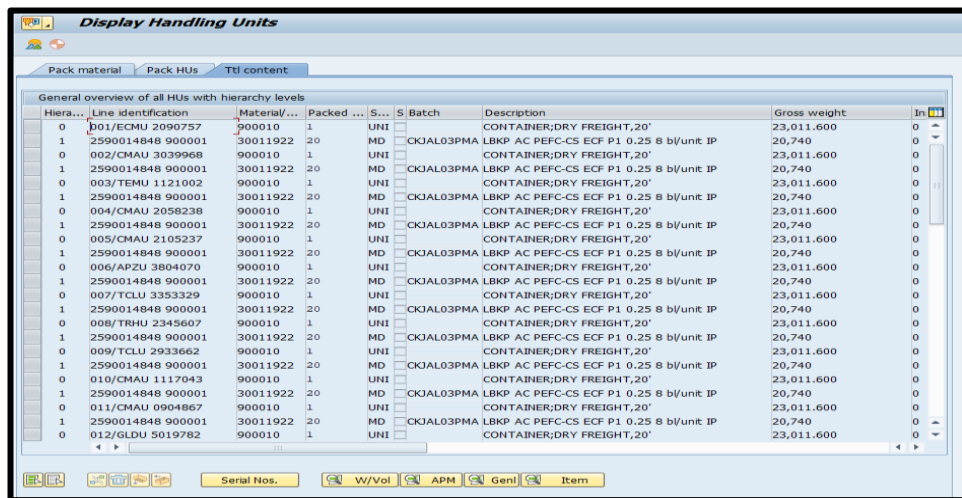 Display Handling Units
Pack material Pack HUs Ttl content
General overview of all HUs with hierarchy levels
Hiera... Line identification Material/... Packed ... S... S Batch Description Gross weight In
0 001/ECMU 2090757 900010 1 UNI CONTAINER;DRY FREIGHT,20' 23,011.600 0
1 2590014848 900001 30011922 20 MD CKJAL03PMA LBKP AC PEFC-CS ECF P1 0.25 8 bl/unit IP 20,740 0
0 002/CMAU 3039968 900010 1 UNI CONTAINER;DRY FREIGHT,20' 23,011.600 0
1 2590014848 900001 30011922 20 MD CKJAL03PMA LBKP AC PEFC-CS ECF P1 0.25 8 bl/unit IP 20,740 0
0 003/TEMU 1121002 900010 1 UNI CONTAINER;DRY FREIGHT,20' 23,011.600 0
1 2590014848 900001 30011922 20 MD CKJAL03PMA LBKP AC PEFC-CS ECF P1 0.25 8 bl/unit IP 20,740 0
0 004/CMAU 2058238 900010 1 UNI CONTAINER;DRY FREIGHT,20' 23,011.600 0
1 2590014848 900001 30011922 20 MD CKJAL03PMA LBKP AC PEFC-CS ECF P1 0.25 8 bl/unit IP 20,740 0
0 005/CMAU 2105237 900010 1 UNI CONTAINER;DRY FREIGHT,20' 23,011.600 0
1 2590014848 900001 30011922 20 MD CKJAL03PMA LBKP AC PEFC-CS ECF P1 0.25 8 bl/unit IP 20,740 0
0 006/APZU 3804070 900010 1 UNI CONTAINER;DRY FREIGHT,20' 23,011.600 0
1 2590014848 900001 30011922 20 MD CKJAL03PMA LBKP AC PEFC-CS ECF P1 0.25 8 bl/unit IP 20,740 0
0 007/TCLU 3353329 900010 1 UNI CONTAINER;DRY FREIGHT,20' 23,011.600 0
1 2590014848 900001 30011922 20 MD CKJAL03PMA LBKP AC PEFC-CS ECF P1 0.25 8 bl/unit IP 20,740 0
0 008/TRHU 2345607 900010 1 UNI CONTAINER;DRY FREIGHT,20' 23,011.600 0
1 2590014848 900001 30011922 20 MD CKJAL03PMA LBKP AC PEFC-CS ECF P1 0.25 8 bl/unit IP 20,740 0
0 009/TCLU 2933662 900010 1 UNI CONTAINER;DRY FREIGHT,20' 23,011.600 0
1 2590014848 900001 30011922 20 MD CKJAL03PMA LBKP AC PEFC-CS ECF P1 0.25 8 bl/unit IP 20,740 0
0 010/CMAU 1117043 900010 1 UNI CONTAINER;DRY FREIGHT,20' 23,011.600 0
1 2590014848 900001 30011922 20 MD CKJAL03PMA LBKP AC PEFC-CS ECF P1 0.25 8 bl/unit IP 20,740 0
0 011/CMAU 0904867 900010 1 UNI CONTAINER;DRY FREIGHT,20' 23,011.600 0
1 2590014848 900001 30011922 20 MD CKJAL03PMA LBKP AC PEFC-CS ECF P1 0.25 8 bl/unit IP 20,740 0
0 012/GLDU 5019782 900010 1 UNI CONTAINER;DRY FREIGHT,20' 23,011.600 0
Serial Nos. W/Vol APM Genl Item